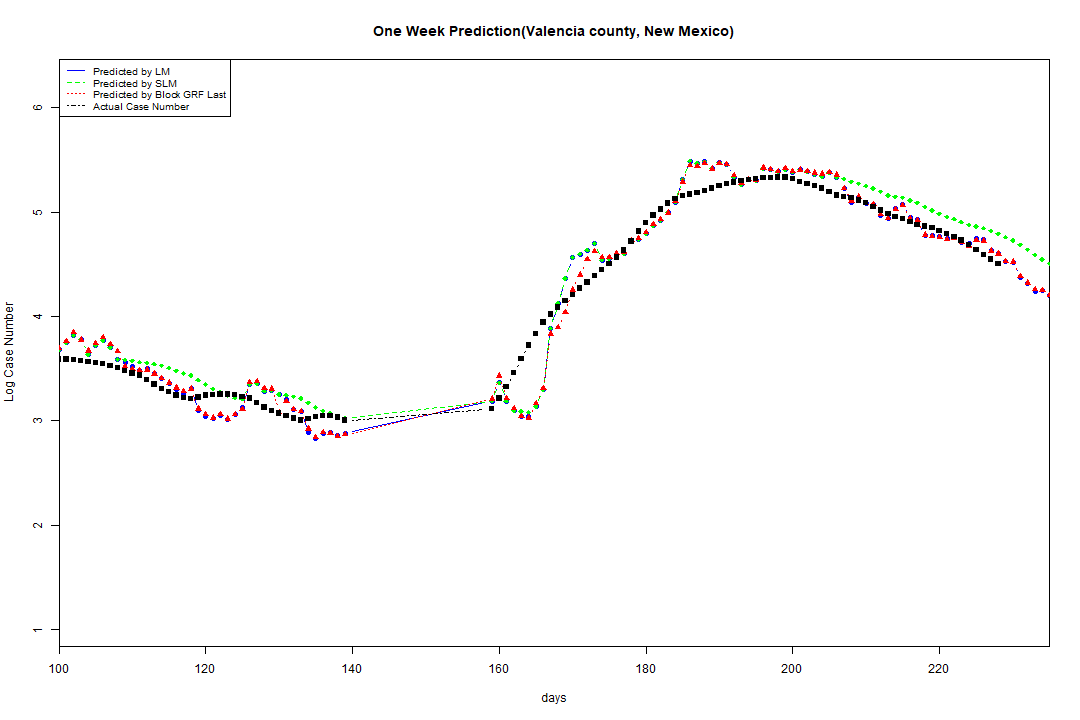 One Week Prediction(Valencia county, New Mexico)
Predicted by LM
Predicted by SLM
Predicted by Block GRF Last
Actual Case Number
6
5
4
3
2
1
Log Case Number
100 120 140 160 180 200 220
days